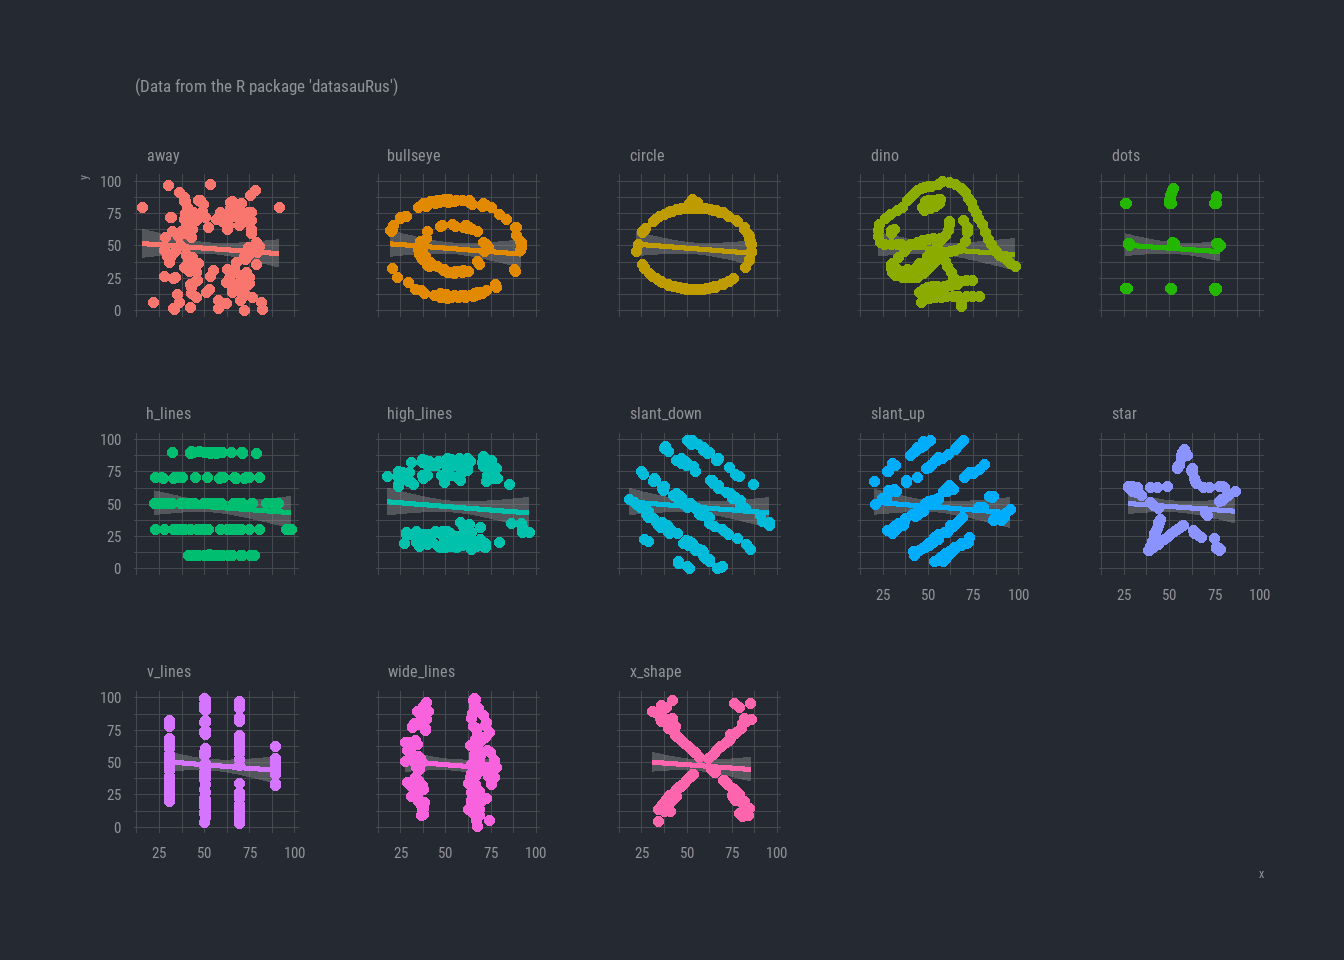 (Data from the R package 'datasauRus')
away bullseye circle dino dots
y
100
75
50
25
0
h_lines high_lines slant_down slant_up star
100
75
50
25
0
25 50 75 100 25 50 75 100
v_lines wide_lines x_shape
100
75
50
25
0
25 50 75 100 25 50 75 100 25 50 75 100
x